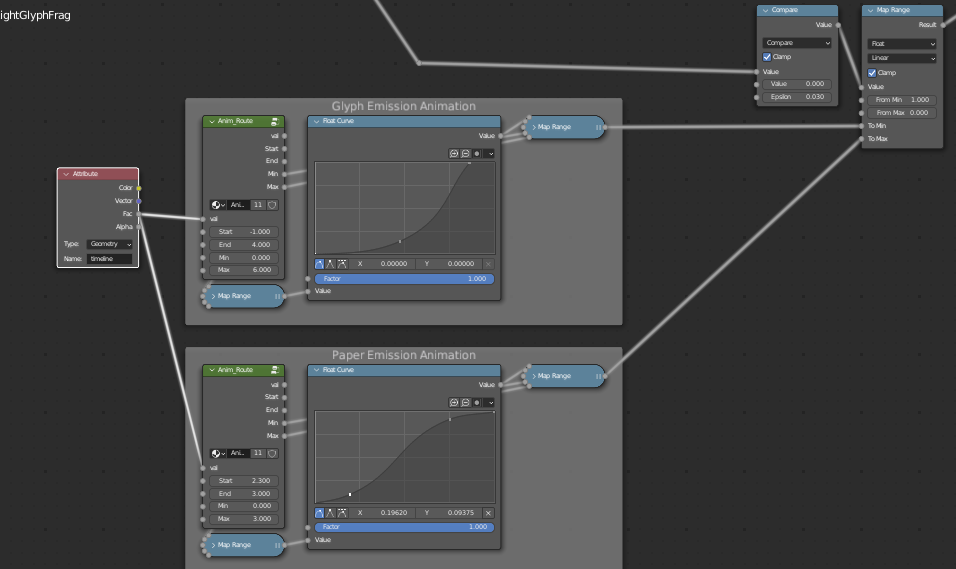 ightGlyphFrag
Compare
Value
Compare
Clamp
Value
Value 0.000
Epsilon 0.030
Map Range
Result
Float
Linear
Clamp
Value
From Min 1.000
From Max 0.000
To Min
To Max
Attribute
Color
Vector
Fac
Alpha
Type: Geometry
Name: timeline
Glyph Emission Animation
Anim_Route
val
Start
End
Min
Max
Ani.. 11
val
Start -1.000
End 4.000
Min 0.000
Max 6.000
Map Range
Float Curve
Value
X 0.00000 Y 0.00000
Factor 1.000
Value
Map Range
Paper Emission Animation
Anim_Route
val
Start
End
Min
Max
Ani.. 11
val
Start 2.300
End 3.000
Min 0.000
Max 3.000
Map Range
Float Curve
Value
X 0.19620 Y 0.09375
Factor 1.000
Value
Map Range